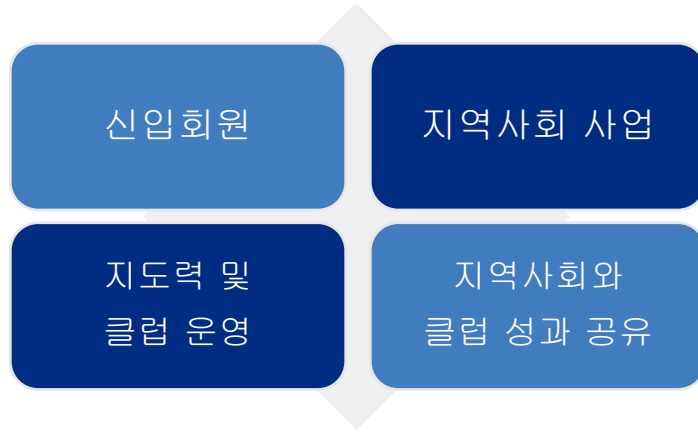 신입회원
지역사회 사업
지도력 및
클럽 운영
지역사회와
클럽 성과 공유